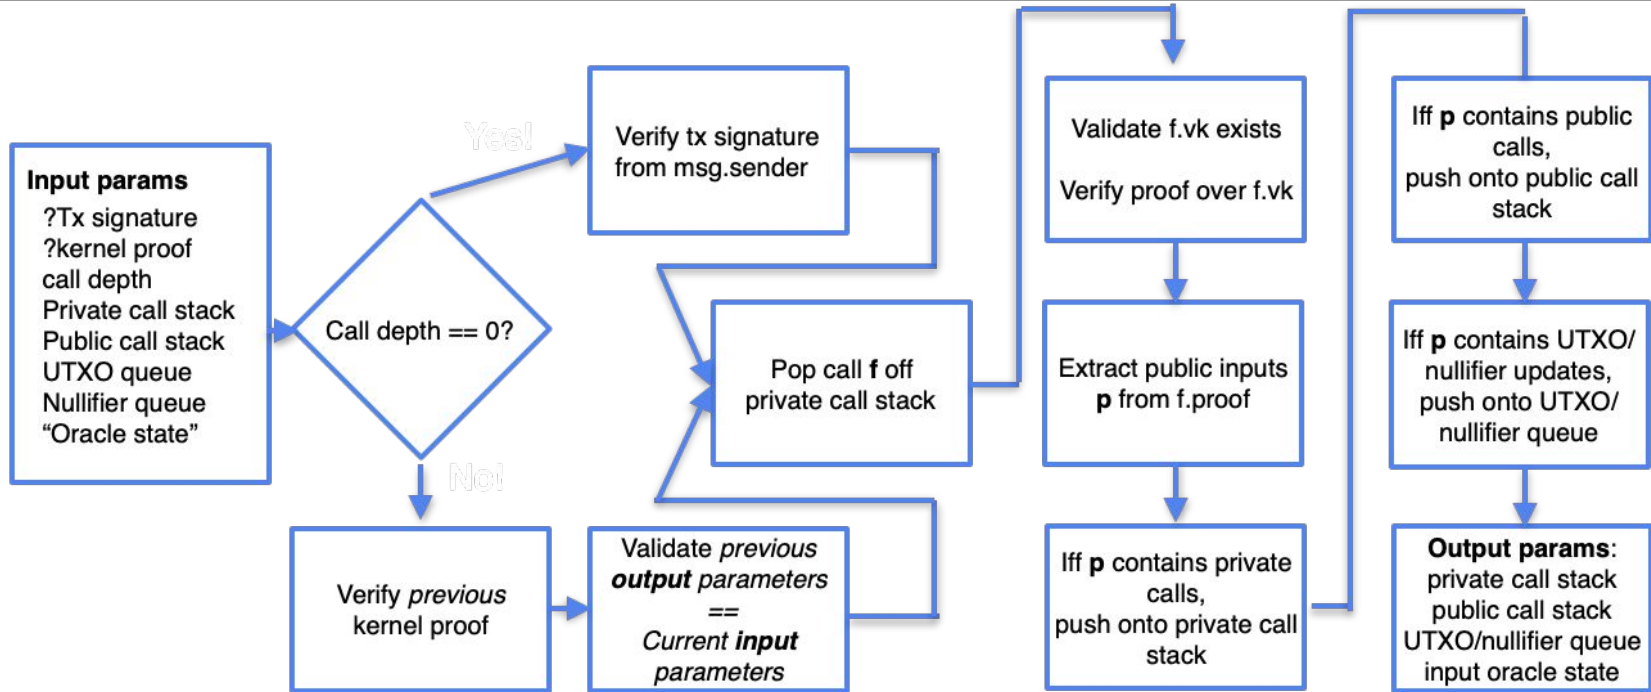 Input params
?Tx signature
?kernel proof
call depth
Private call stack
Public call stack
UTXO queue
Nullifier queue
“Oracle state”
Call depth == 0?
Yes!
No!
Verify tx signature
from msg.sender
Verify previous
kernel proof
Validate previous
output parameters
==
Current input
parameters
Pop call f off
private call stack
Validate f.vk exists
Verify proof over f.vk
Extract public inputs
p from f.proof
Iff p contains private
calls,
push onto private call
stack
Iff p contains public
calls,
push onto public call
stack
Iff p contains UTXO/
nullifier updates,
push onto UTXO/
nullifier queue
Output params:
private call stack
public call stack
UTXO/nullifier queue
input oracle state